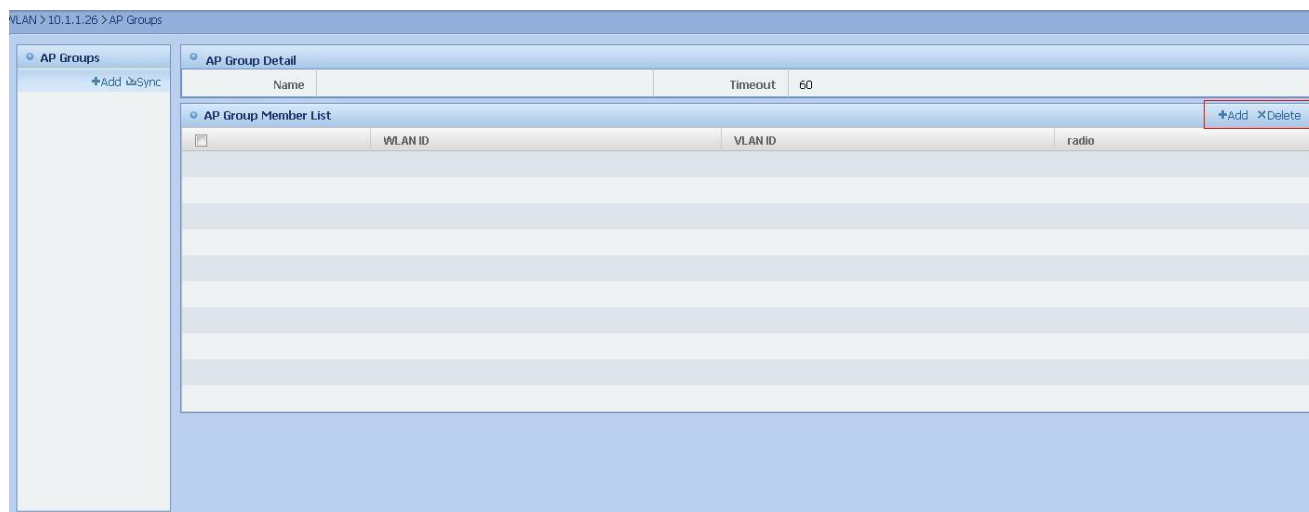 WLAN > 10.1.1.26 > AP Groups
AP Groups
+Add Sync
AP Group Detail
Name Timeout 60
AP Group Member List +Add ×Delete
WLAN ID VLAN ID radio